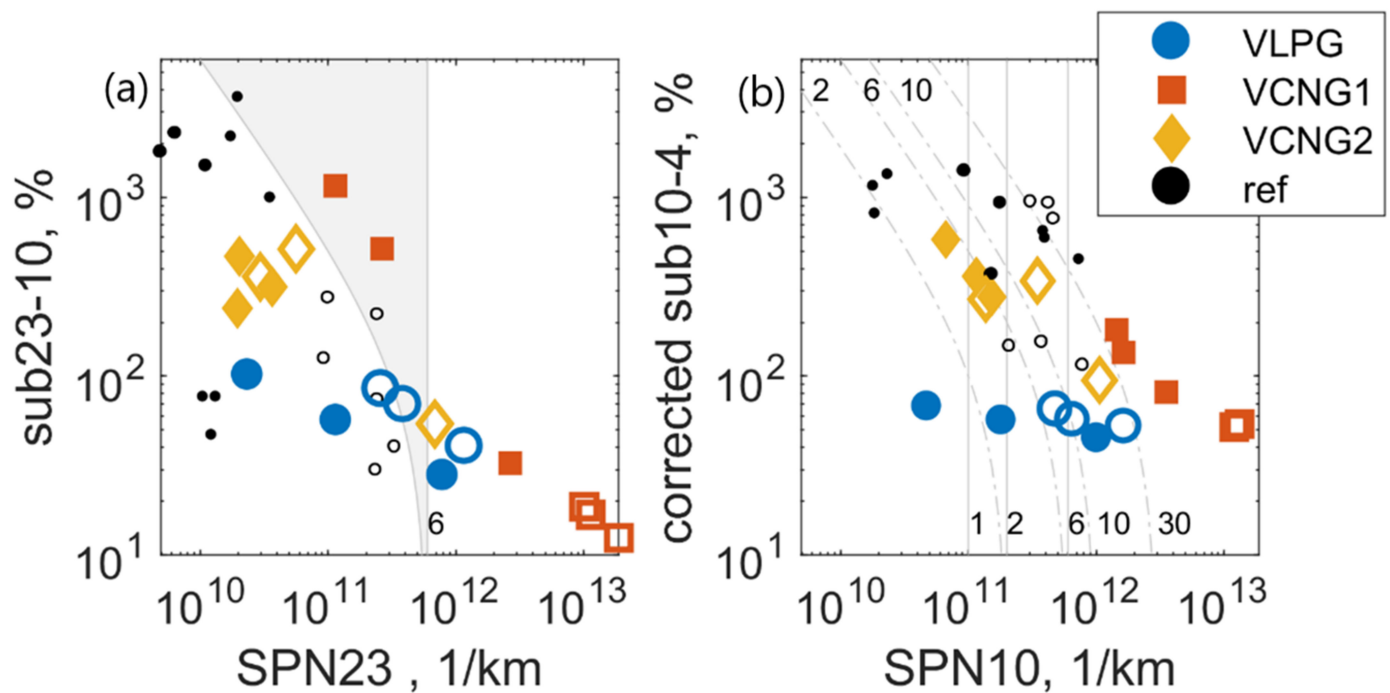 (a)
sub23-10, %
10^3
10^2
10^1
6
10^10 10^11 10^12 10^13
SPN23 , 1/km
(b)
corrected sub10-4, %
2 6 10
10^3
10^2
10^1
1 2 6 10 30
10^10 10^11 10^12 10^13
SPN10, 1/km
VLPG
VCNG1
VCNG2
ref